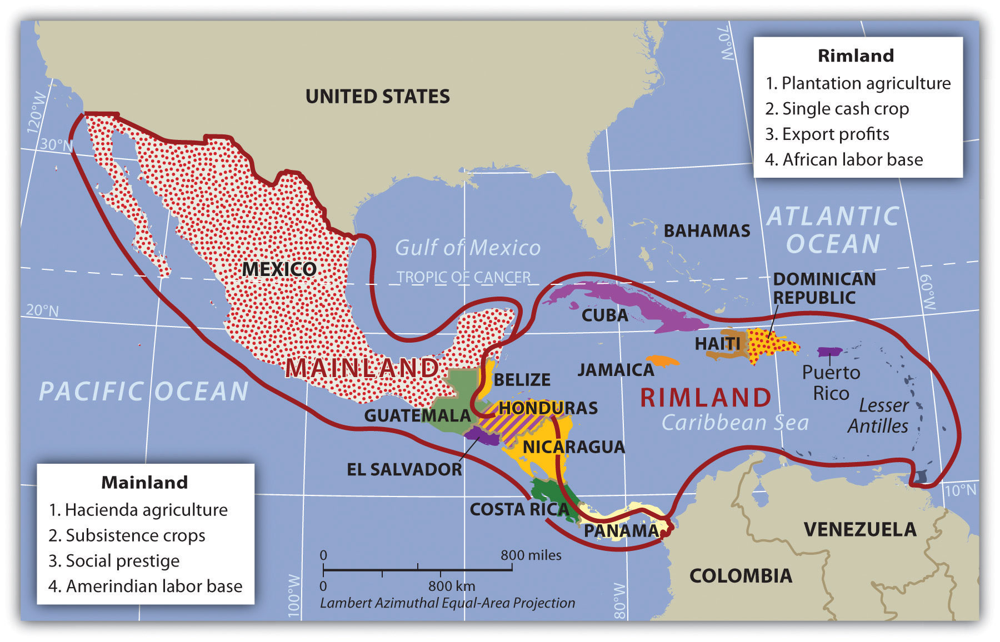 UNITED STATES
Rimland
1. Plantation agriculture
2. Single cash crop
3. Export profits
4. African labor base
70°W
120°W
30°N
ATLANTIC
OCEAN
BAHAMAS
Gulf of Mexico
MEXICO
TROPIC OF CANCER
DOMINICAN
REPUBLIC
60°W
20°N
CUBA
HAITI
MAINLAND
JAMAICA
Puerto
Rico
BELIZE
PACIFIC OCEAN
RIMLAND
Lesser
Antilles
GUATEMALA
HONDURAS
Caribbean Sea
NICARAGUA
EL SALVADOR
Mainland
1. Hacienda agriculture
2. Subsistence crops
3. Social prestige
4. Amerindian labor base
10°N
COSTA RICA
PANAMA
VENEZUELA
COLOMBIA
0
800 miles
0
800 km
Lambert Azimuthal Equal-Area Projection
100°W
80°W